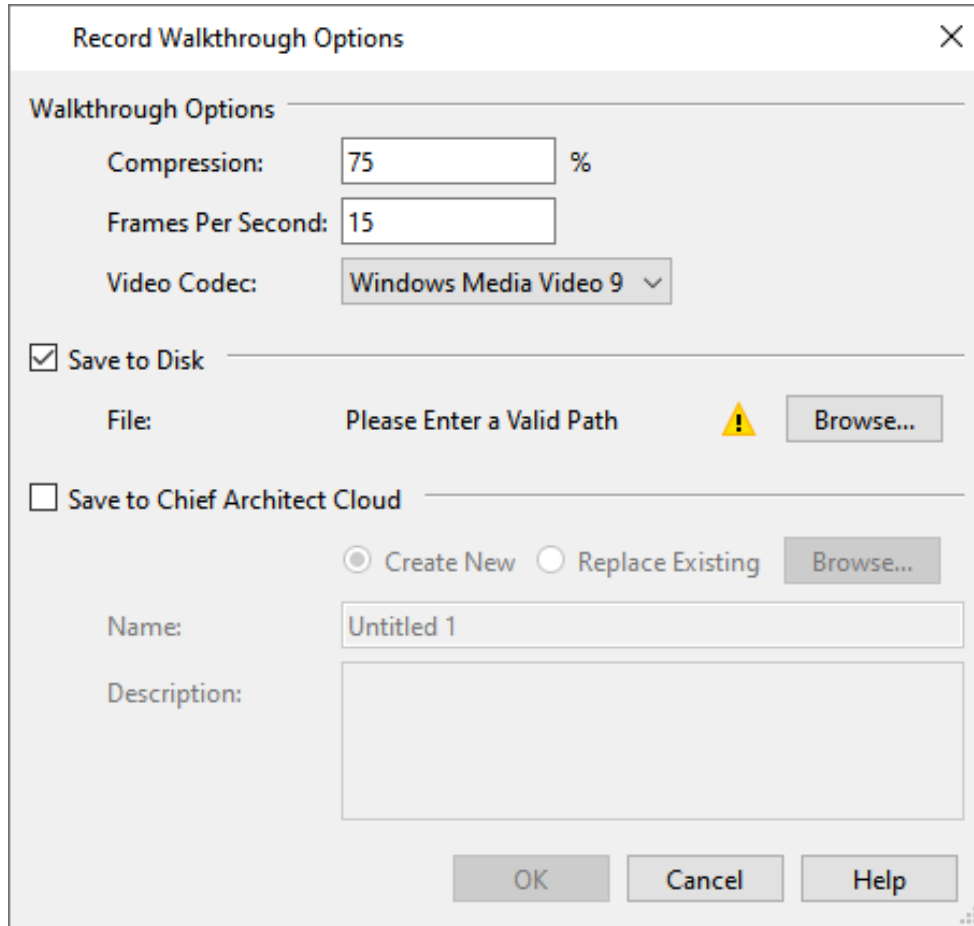 Record Walkthrough Options
Walkthrough Options
Compression: 75 %
Frames Per Second: 15
Video Codec: Windows Media Video 9
Save to Disk
File: Please Enter a Valid Path Browse...
Save to Chief Architect Cloud
Create New Replace Existing Browse...
Name: Untitled 1
Description:
OK Cancel Help